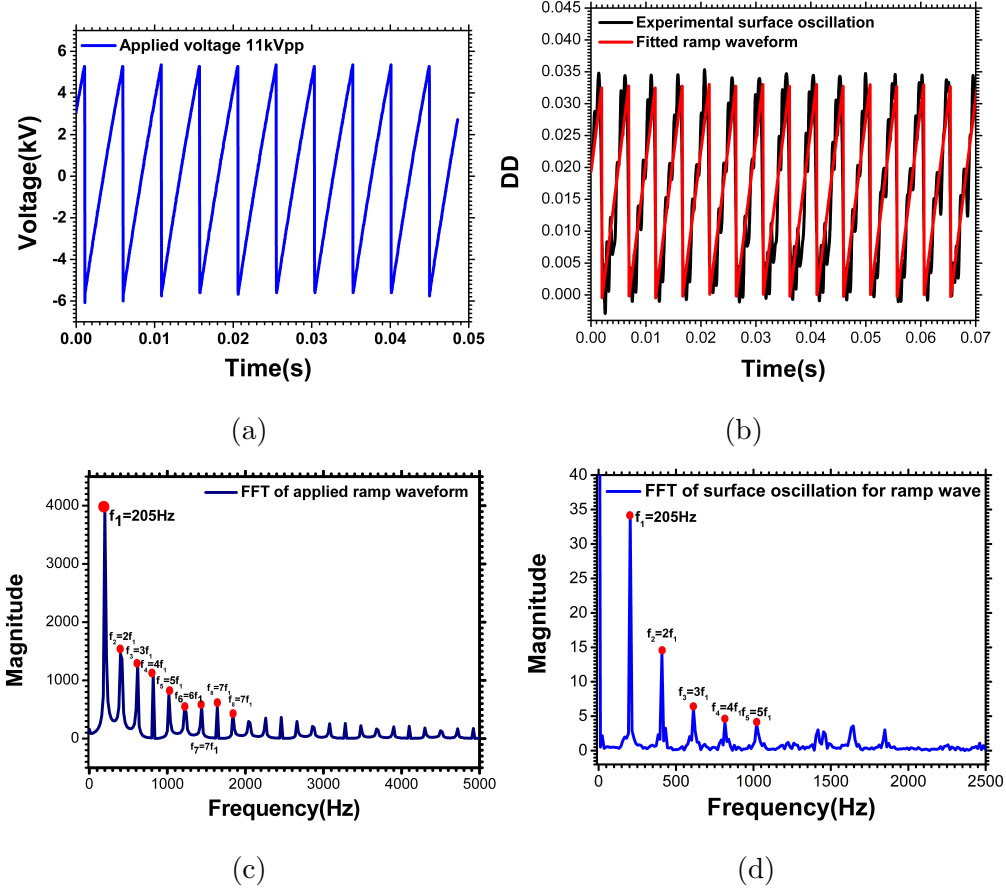 Applied voltage 11kVpp
6
4
2
0
-2
-4
-6
Voltage(kV)
0.00 0.01 0.02 0.03 0.04 0.05
Time(s)
(a)
Experimental surface oscillation
Fitted ramp waveform
0.045
0.040
0.035
0.030
0.025
0.020
0.015
0.010
0.005
0.000
DD
0.00 0.01 0.02 0.03 0.04 0.05 0.06 0.07
Time(s)
(b)
FFT of applied ramp waveform
f1=205Hz
f2=2f1
f3=3f1
f4=4f1
f5=5f1
f6=6f1
f8=7f1
f8=7f1
f7=7f1
4000
3000
2000
1000
0
Magnitude
0 1000 2000 3000 4000 5000
Frequency(Hz)
(c)
FFT of surface oscillation for ramp wave
f1=205Hz
f2=2f1
f3=3f1
f4=4f1
f5=5f1
40
35
30
25
20
15
10
5
0
Magnitude
0 500 1000 1500 2000 2500
Frequency(Hz)
(d)